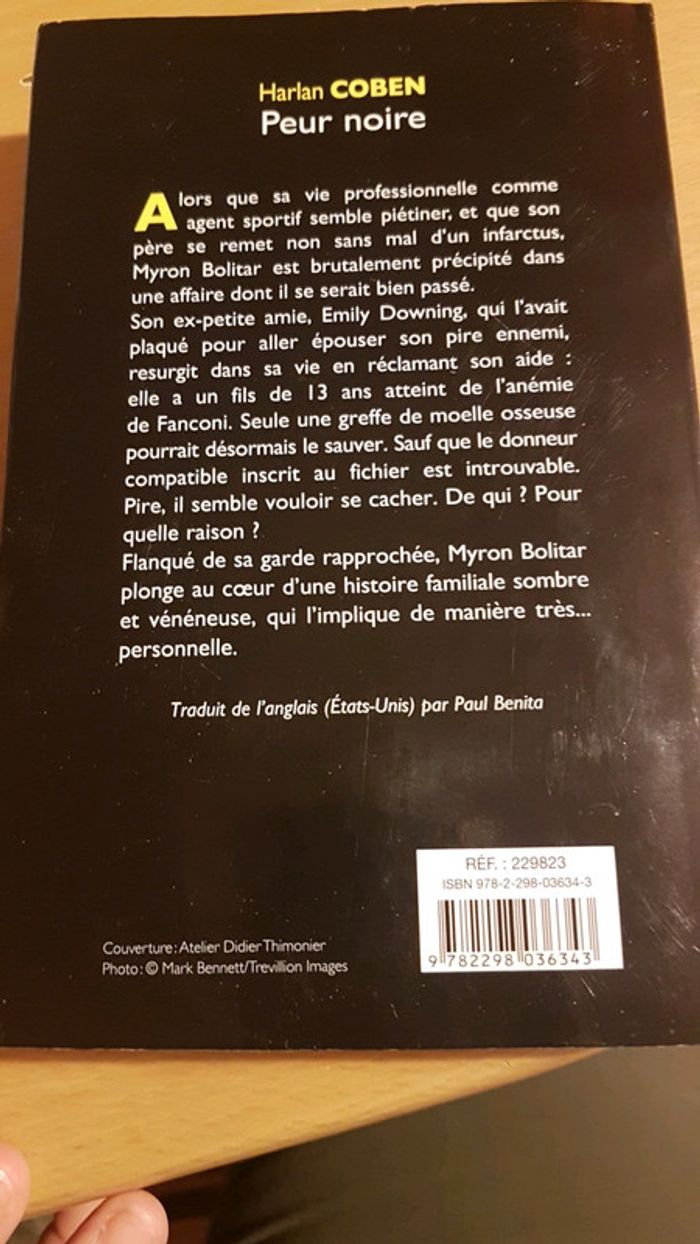 Harlan COBEN
Peur noire
Alors que sa vie professionnelle comme
agent sportif semble piétiner, et que son
père se remet non sans mal d'un infarctus,
Myron Bolitar est brutalement précipité dans
une affaire dont il se serait bien passé.
Son ex-petite amie, Emily Downing, qui l'avait
plaqué pour aller épouser son pire ennemi,
resurgit dans sa vie en réclamant son aide :
elle a un fils de 13 ans atteint de l'anémie
de Fanconi. Seule une greffe de moelle osseuse
pourrait désormais le sauver. Sauf que le donneur
compatible inscrit au fichier est introuvable.
Pire, il semble vouloir se cacher. De qui ? Pour
quelle raison ?
Flanqué de sa garde rapprochée, Myron Bolitar
plonge au cœur d'une histoire familiale sombre
et vénéneuse, qui l'implique de manière très...
personnelle.
Traduit de l'anglais (États-Unis) par Paul Benita
RÉF. : 229823
ISBN 978-2-298-03634-3
9 782298 036343
Couverture : Atelier Didier Thimonier
Photo : © Mark Bennett/Trevillion Images